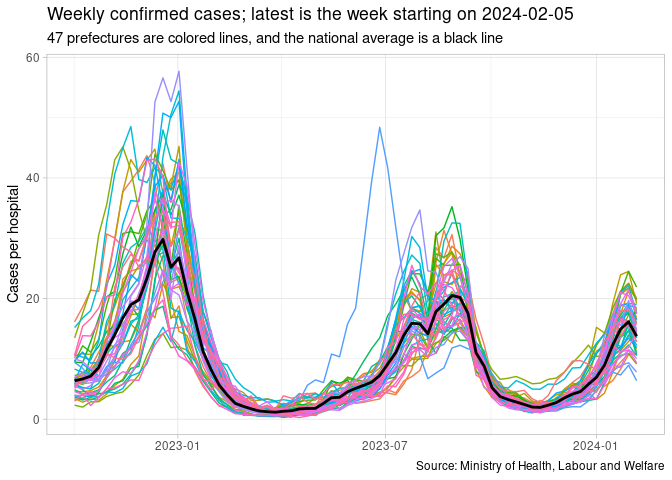 Weekly confirmed cases; latest is the week starting on 2024-02-05
47 prefectures are colored lines, and the national average is a black line
60
40
20
0
Cases per hospital
2023-01
2023-07
2024-01
Source: Ministry of Health, Labour and Welfare